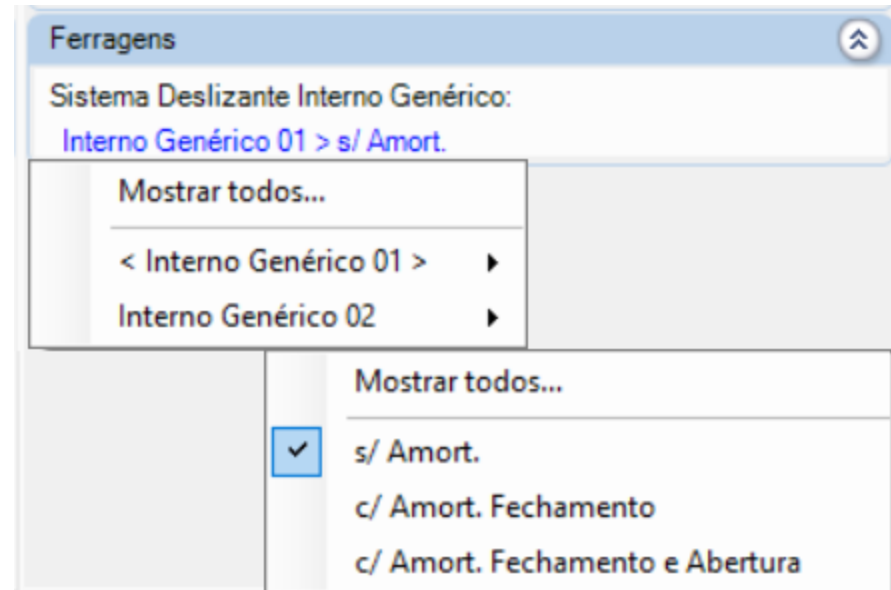 Ferragens
Sistema Deslizante Interno Genérico:
Interno Genérico 01 > s/ Amort.
Mostrar todos...
< Interno Genérico 01 >
Interno Genérico 02
Mostrar todos...
s/ Amort.
c/ Amort. Fechamento
c/ Amort. Fechamento e Abertura